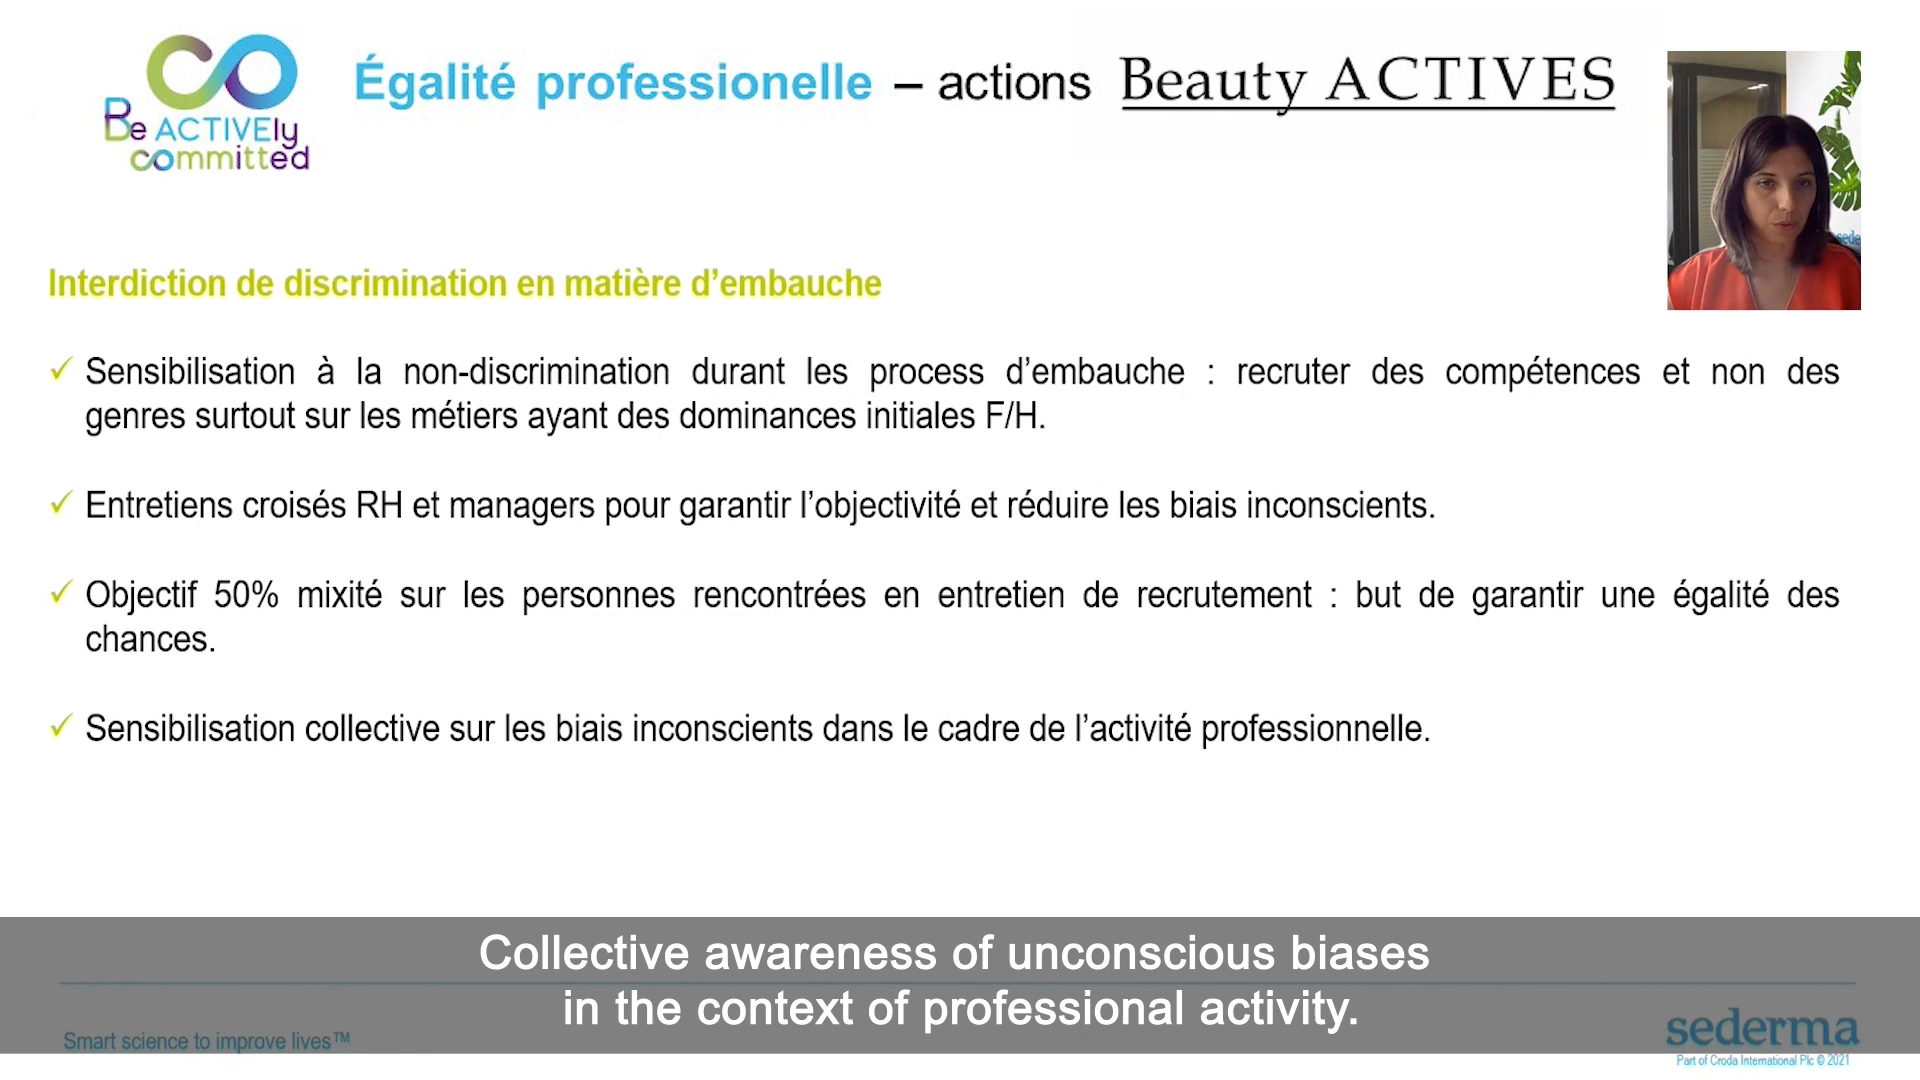 Be ACTIVEly
committed
Égalité professionelle – actions Beauty ACTIVES
sede
Interdiction de discrimination en matière d’embauche
✓ Sensibilisation à la non-discrimination durant les process d’embauche : recruter des compétences et non des
genres surtout sur les métiers ayant des dominances initiales F/H.
✓ Entretiens croisés RH et managers pour garantir l’objectivité et réduire les biais inconscients.
✓ Objectif 50% mixité sur les personnes rencontrées en entretien de recrutement : but de garantir une égalité des
chances.
✓ Sensibilisation collective sur les biais inconscients dans le cadre de l’activité professionnelle.
Collective awareness of unconscious biases
in the context of professional activity.
Smart science to improve lives™
sederma
Part of Croda International Plc © 2021